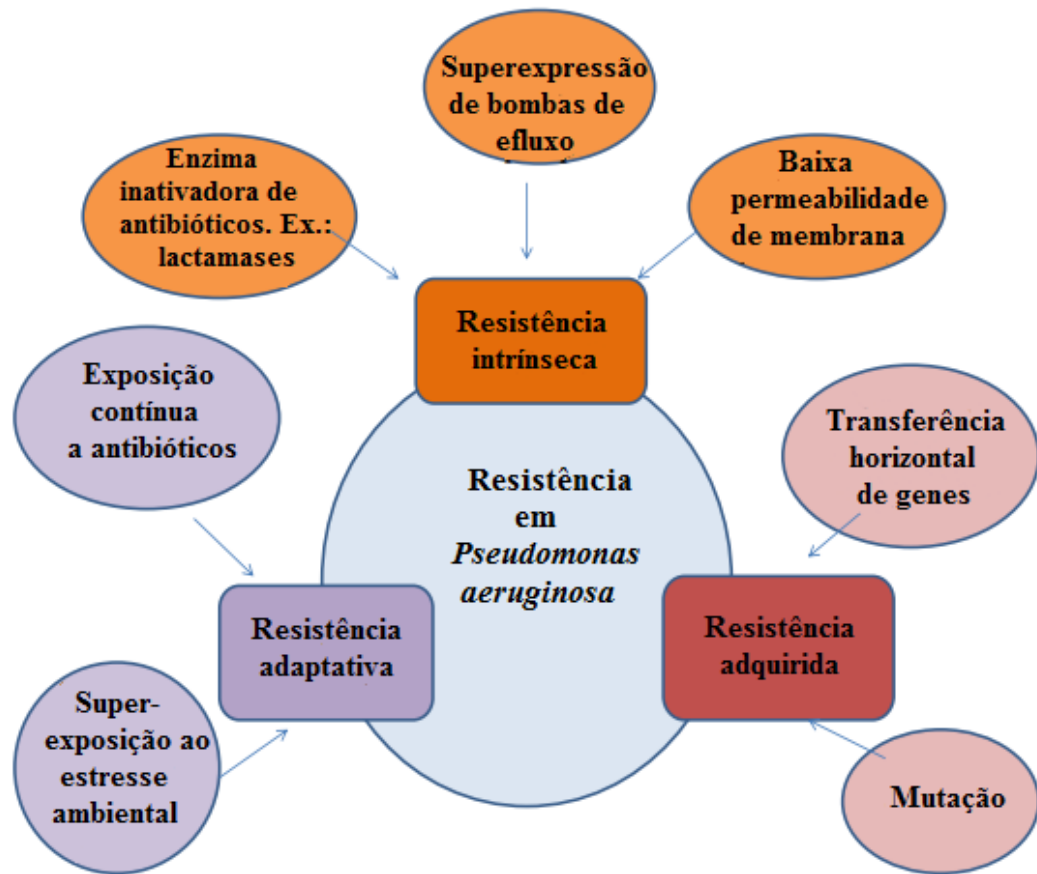 Superexpressão
de bombas de
efluxo
Enzima
inativadora de
antibióticos. Ex.:
lactamases
Baixa
permeabilidade
de membrana
Resistência
intrínseca
Exposição
contínua
a antibióticos
Transferência
horizontal
de genes
Resistência
em
Pseudomonas
aeruginosa
Resistência
adaptativa
Resistência
adquirida
Super-
exposição ao
estresse
ambiental
Mutação